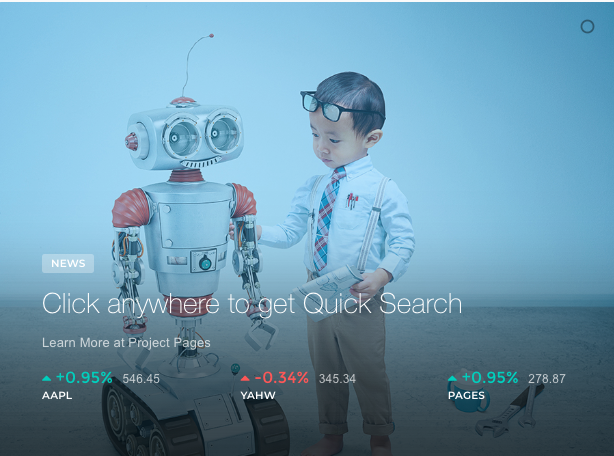 NEWS
Click anywhere to get Quick Search
Learn More at Project Pages
+0.95% 546.45
AAPL
-0.34% 345.34
YAHW
+0.95% 278.87
PAGES